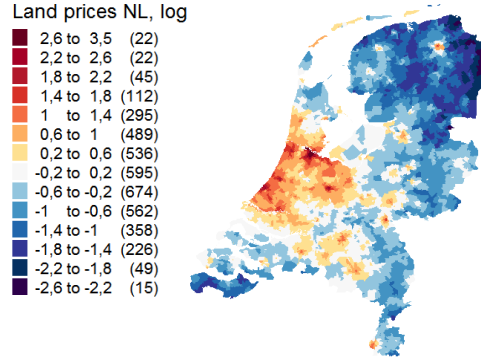 Land prices NL, log
2,6 to 3,5 (22)
2,2 to 2,6 (22)
1,8 to 2,2 (45)
1,4 to 1,8 (112)
1 to 1,4 (295)
0,6 to 1 (489)
0,2 to 0,6 (536)
-0,2 to 0,2 (595)
-0,6 to -0,2 (674)
-1 to -0,6 (562)
-1,4 to -1 (358)
-1,8 to -1,4 (226)
-2,2 to -1,8 (49)
-2,6 to -2,2 (15)